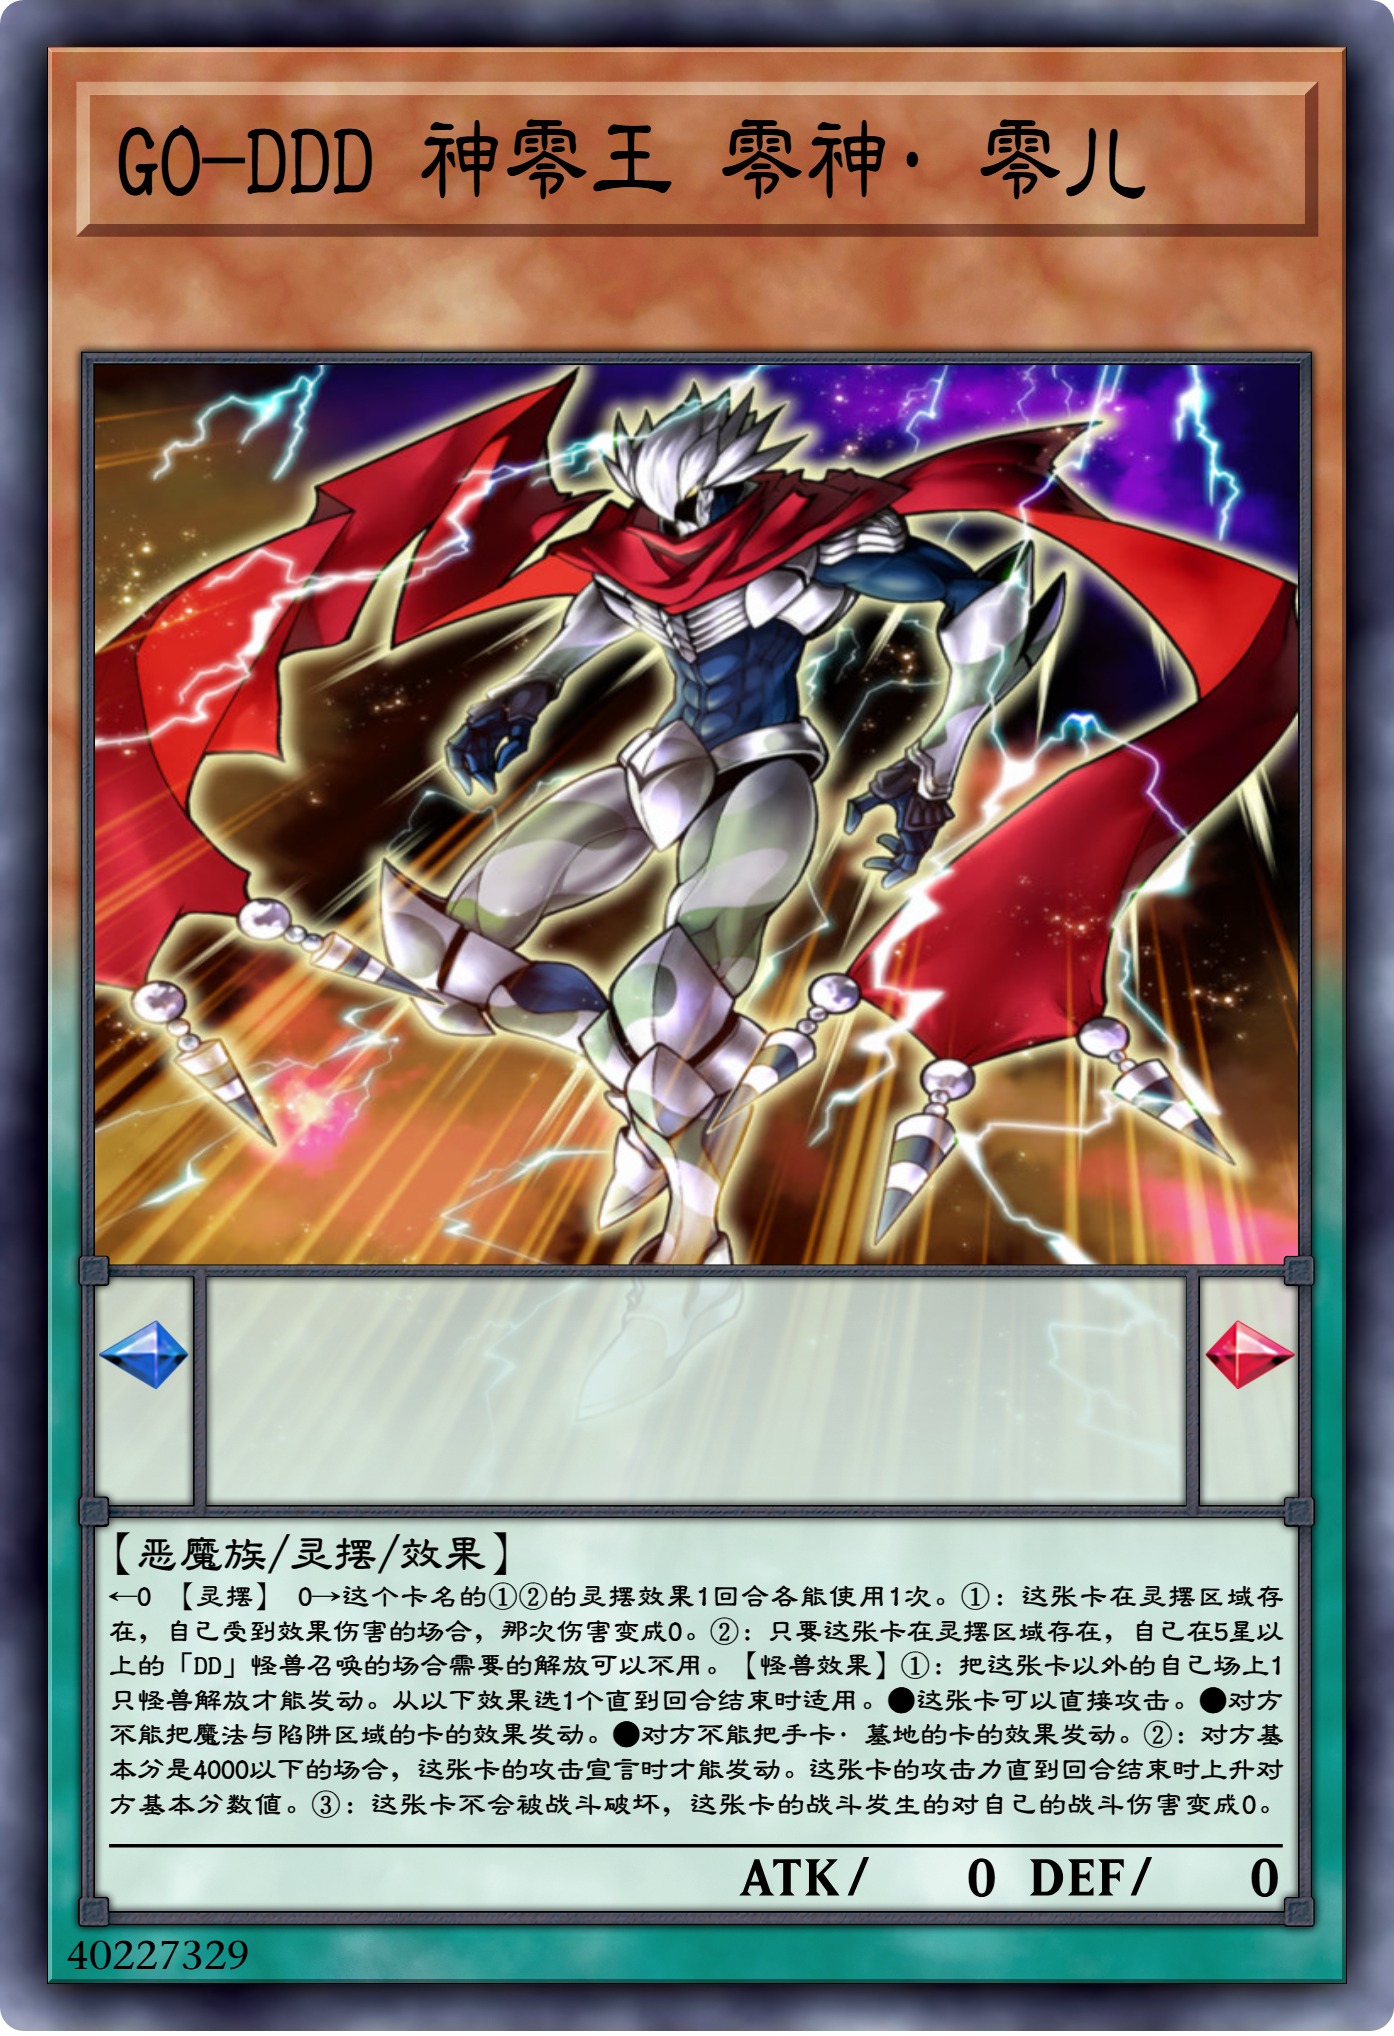 GO-DDD 神零王 零神·零儿
【恶魔族/灵摆/效果】
←0 【灵摆】 0→这个卡名的①②的灵摆效果1回合各能使用1次。①：这张卡在灵摆区域存
在，自己受到效果伤害的场合，那次伤害变成0。②：只要这张卡在灵摆区域存在，自己在5星以
上的「DD」怪兽召唤的场合需要的解放可以不用。【怪兽效果】①：把这张卡以外的自己场上1
只怪兽解放才能发动。从以下效果选1个直到回合结束时适用。●这张卡可以直接攻击。●对方
不能把魔法与陷阱区域的卡的效果发动。●对方不能把手卡·墓地的卡的效果发动。②：对方基
本分是4000以下的场合，这张卡的攻击宣言时才能发动。这张卡的攻击力直到回合结束时上升对
方基本分数值。③：这张卡不会被战斗破坏，这张卡的战斗发生的对自己的战斗伤害变成0。
ATK/ 0 DEF/ 0
40227329